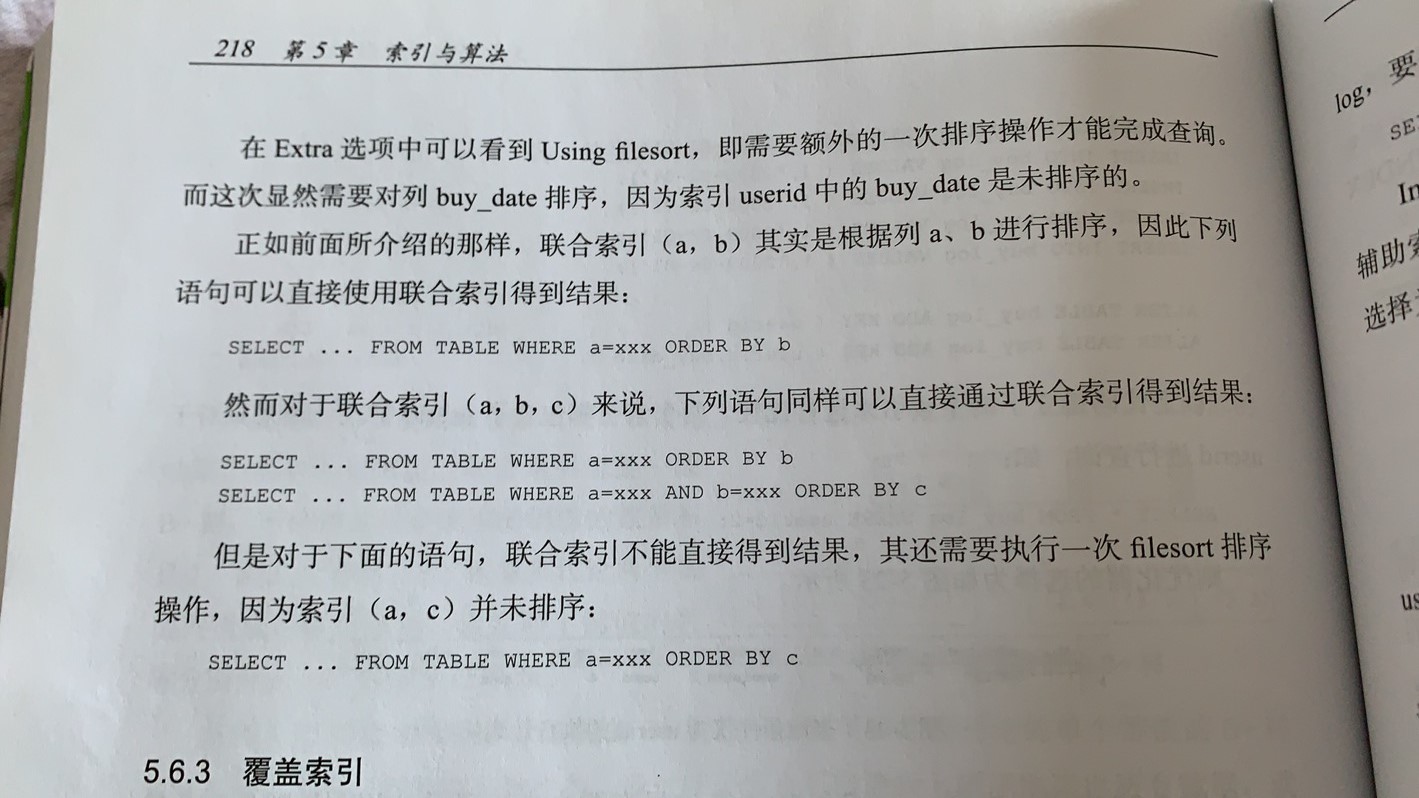 218 第5章 索引与算法
在 Extra 选项中可以看到 Using filesort，即需要额外的一次排序操作才能完成查询。
而这次显然需要对列 buy_date 排序，因为索引 userid 中的 buy_date 是未排序的。
正如前面所介绍的那样，联合索引（a，b）其实是根据列 a、b 进行排序，因此下列
语句可以直接使用联合索引得到结果：
SELECT ... FROM TABLE WHERE a=xxx ORDER BY b
然而对于联合索引（a，b，c）来说，下列语句同样可以直接通过联合索引得到结果：
SELECT ... FROM TABLE WHERE a=xxx ORDER BY b
SELECT ... FROM TABLE WHERE a=xxx AND b=xxx ORDER BY c
但是对于下面的语句，联合索引不能直接得到结果，其还需要执行一次 filesort 排序
操作，因为索引（a，c）并未排序：
SELECT ... FROM TABLE WHERE a=xxx ORDER BY c
5.6.3 覆盖索引
log，要
SE
In
辅助
选择
us